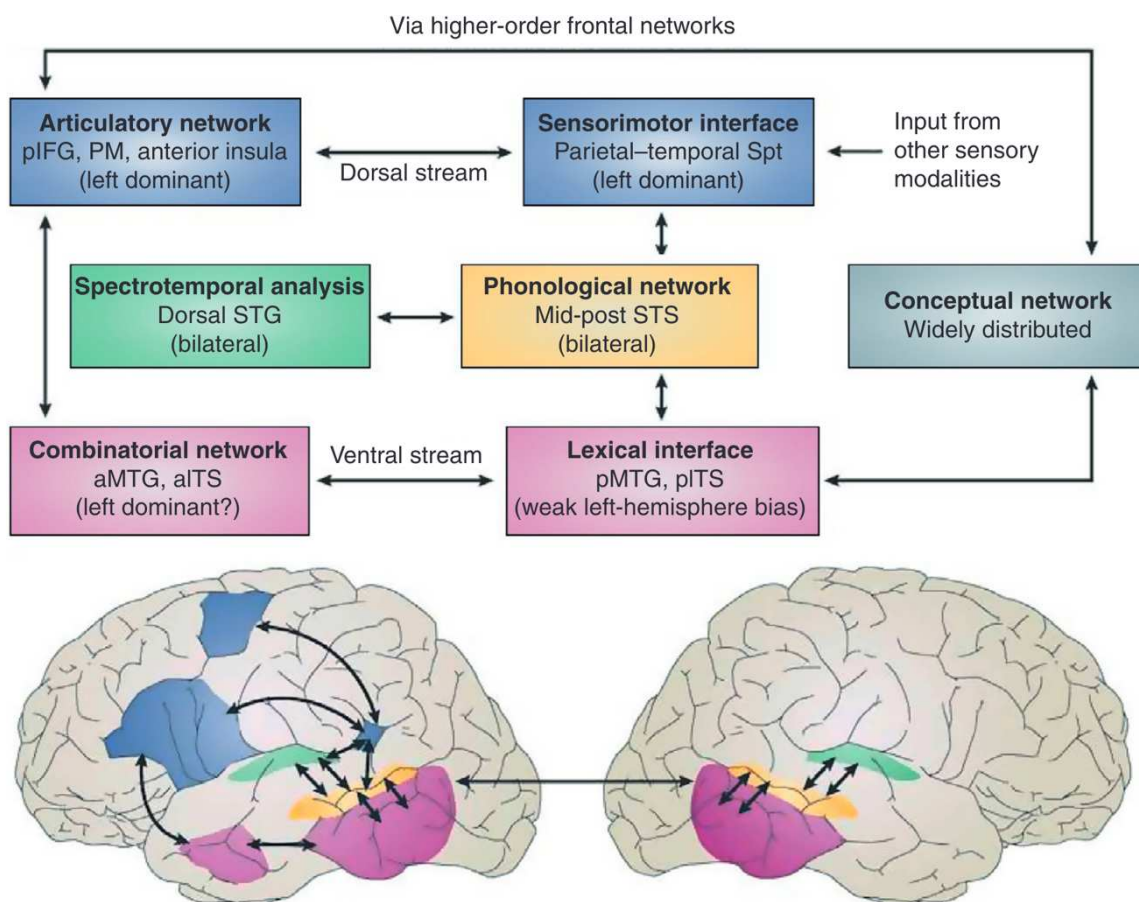 Via higher-order frontal networks
Articulatory network
pIFG, PM, anterior insula
(left dominant)
Dorsal stream
Sensorimotor interface
Parietal–temporal Spt
(left dominant)
Input from
other sensory
modalities
Spectrotemporal analysis
Dorsal STG
(bilateral)
Phonological network
Mid-post STS
(bilateral)
Conceptual network
Widely distributed
Combinatorial network
aMTG, aITS
(left dominant?)
Ventral stream
Lexical interface
pMTG, pITS
(weak left-hemisphere bias)